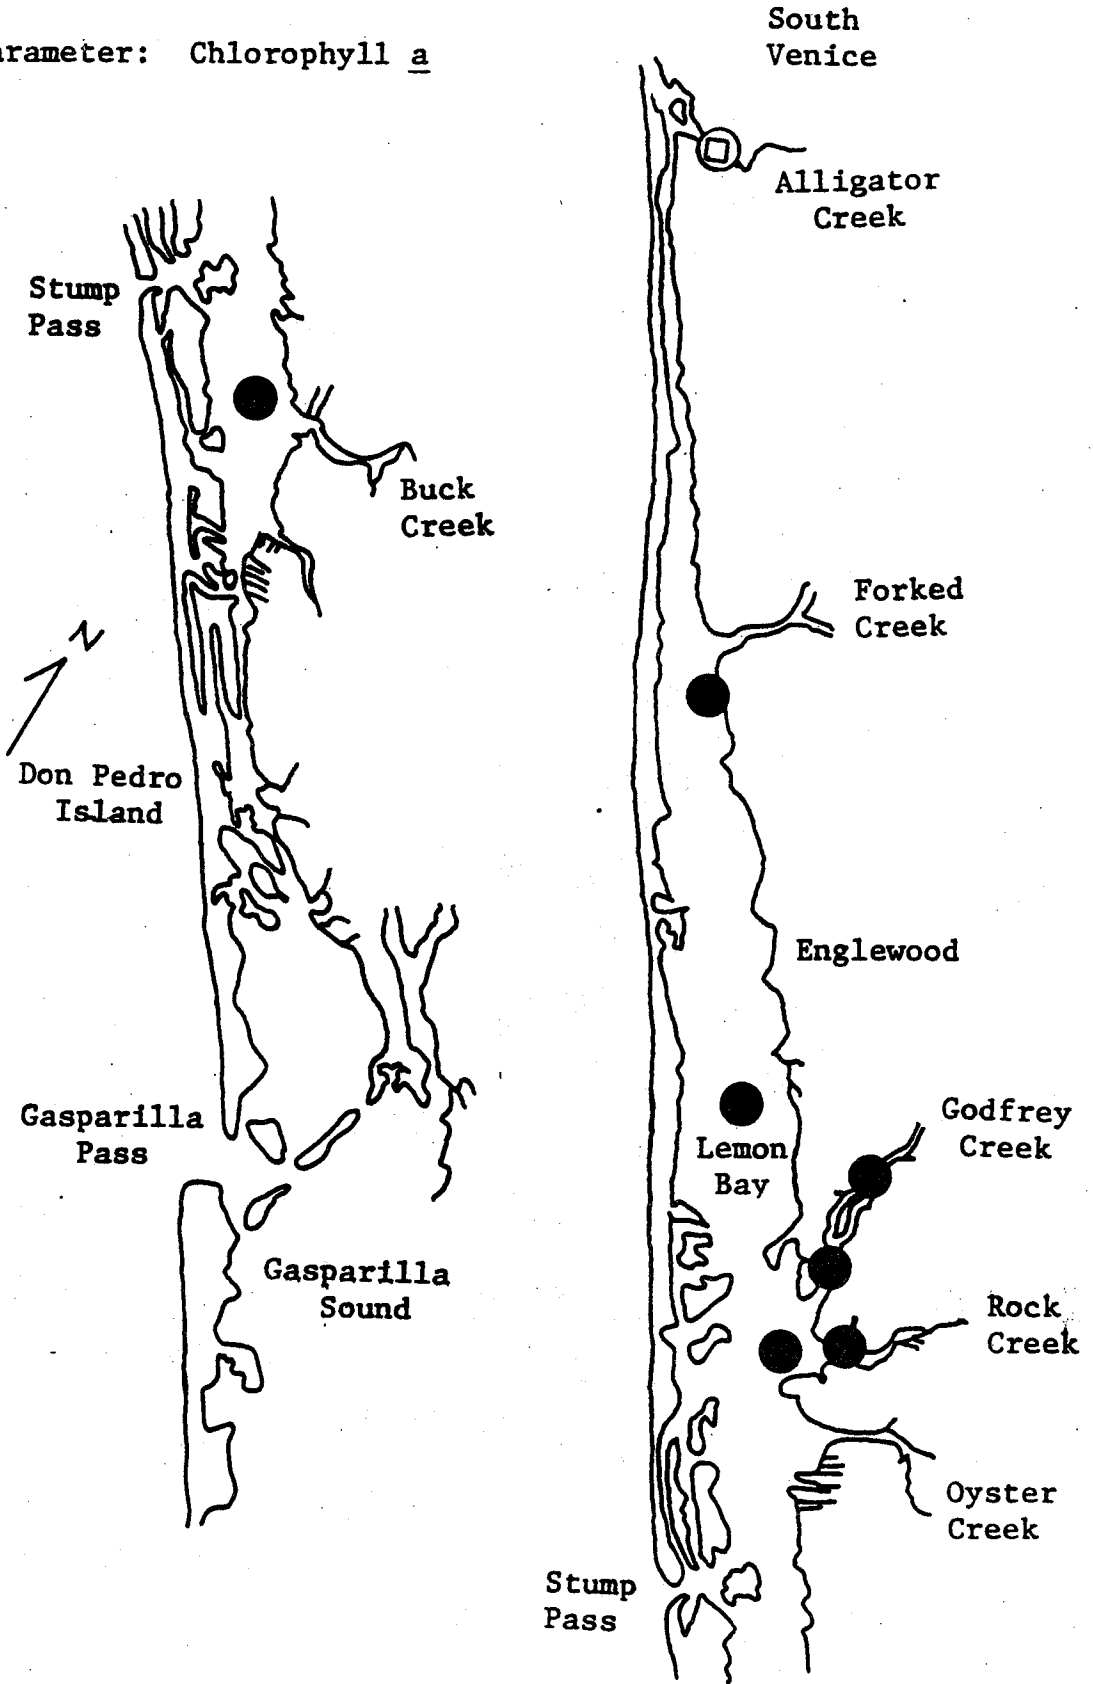 arameter: Chlorophyll a
South
Venice
Alligator
Creek
Stump
Pass
Buck
Creek
Forked
Creek
N
Don Pedro
Island
Englewood
Gasparilla
Pass
Godfrey
Creek
Lemon
Bay
Gasparilla
Sound
Rock
Creek
Oyster
Creek
Stump
Pass